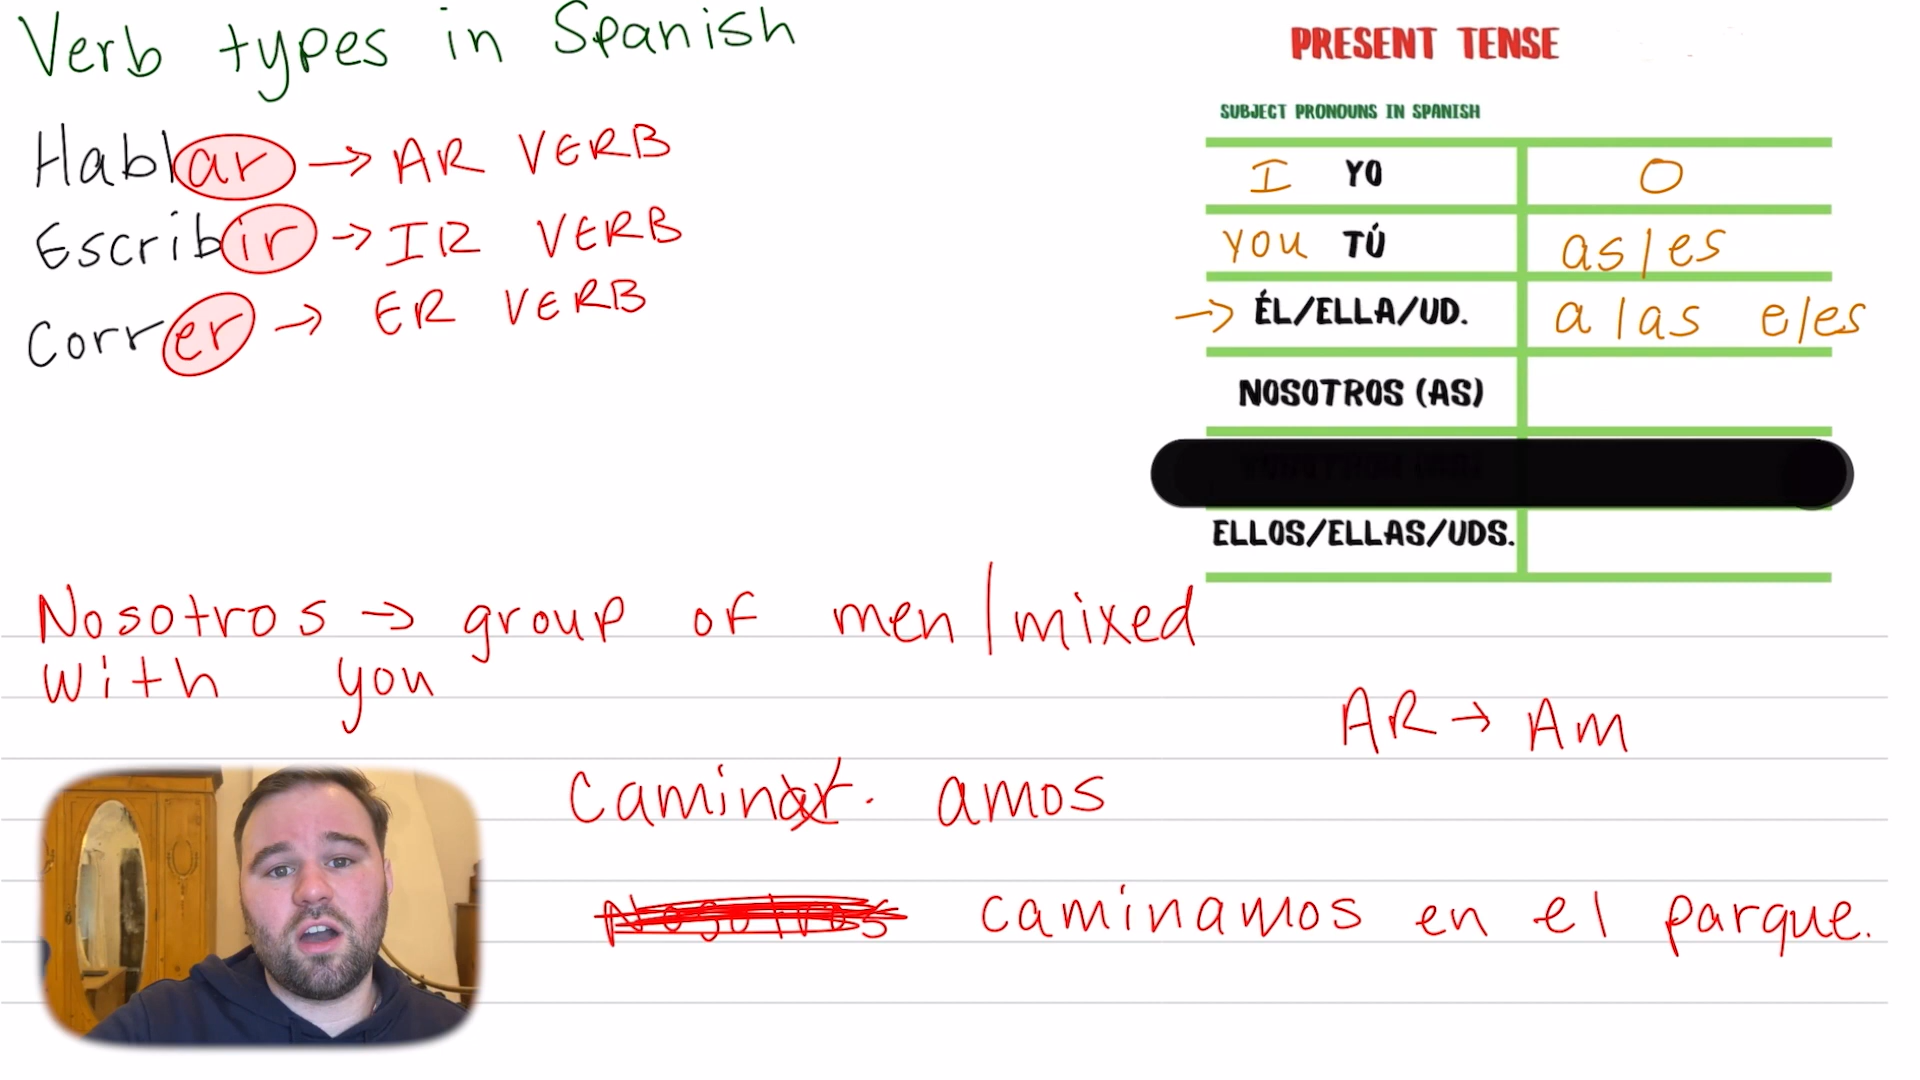 Verb types in Spanish
Hablar → AR VERB
Escribir → IR VERB
Correr → ER VERB
PRESENT TENSE
SUBJECT PRONOUNS IN SPANISH
I YO O
YOU TÚ as/es
→ ÉL/ELLA/UD. a/as e/es
NOSOTROS (AS)
ELLOS/ELLAS/UDS.
Nosotros → group of men/mixed
with you
AR → Am
Caminar. amos
Nosotros caminamos en el parque.